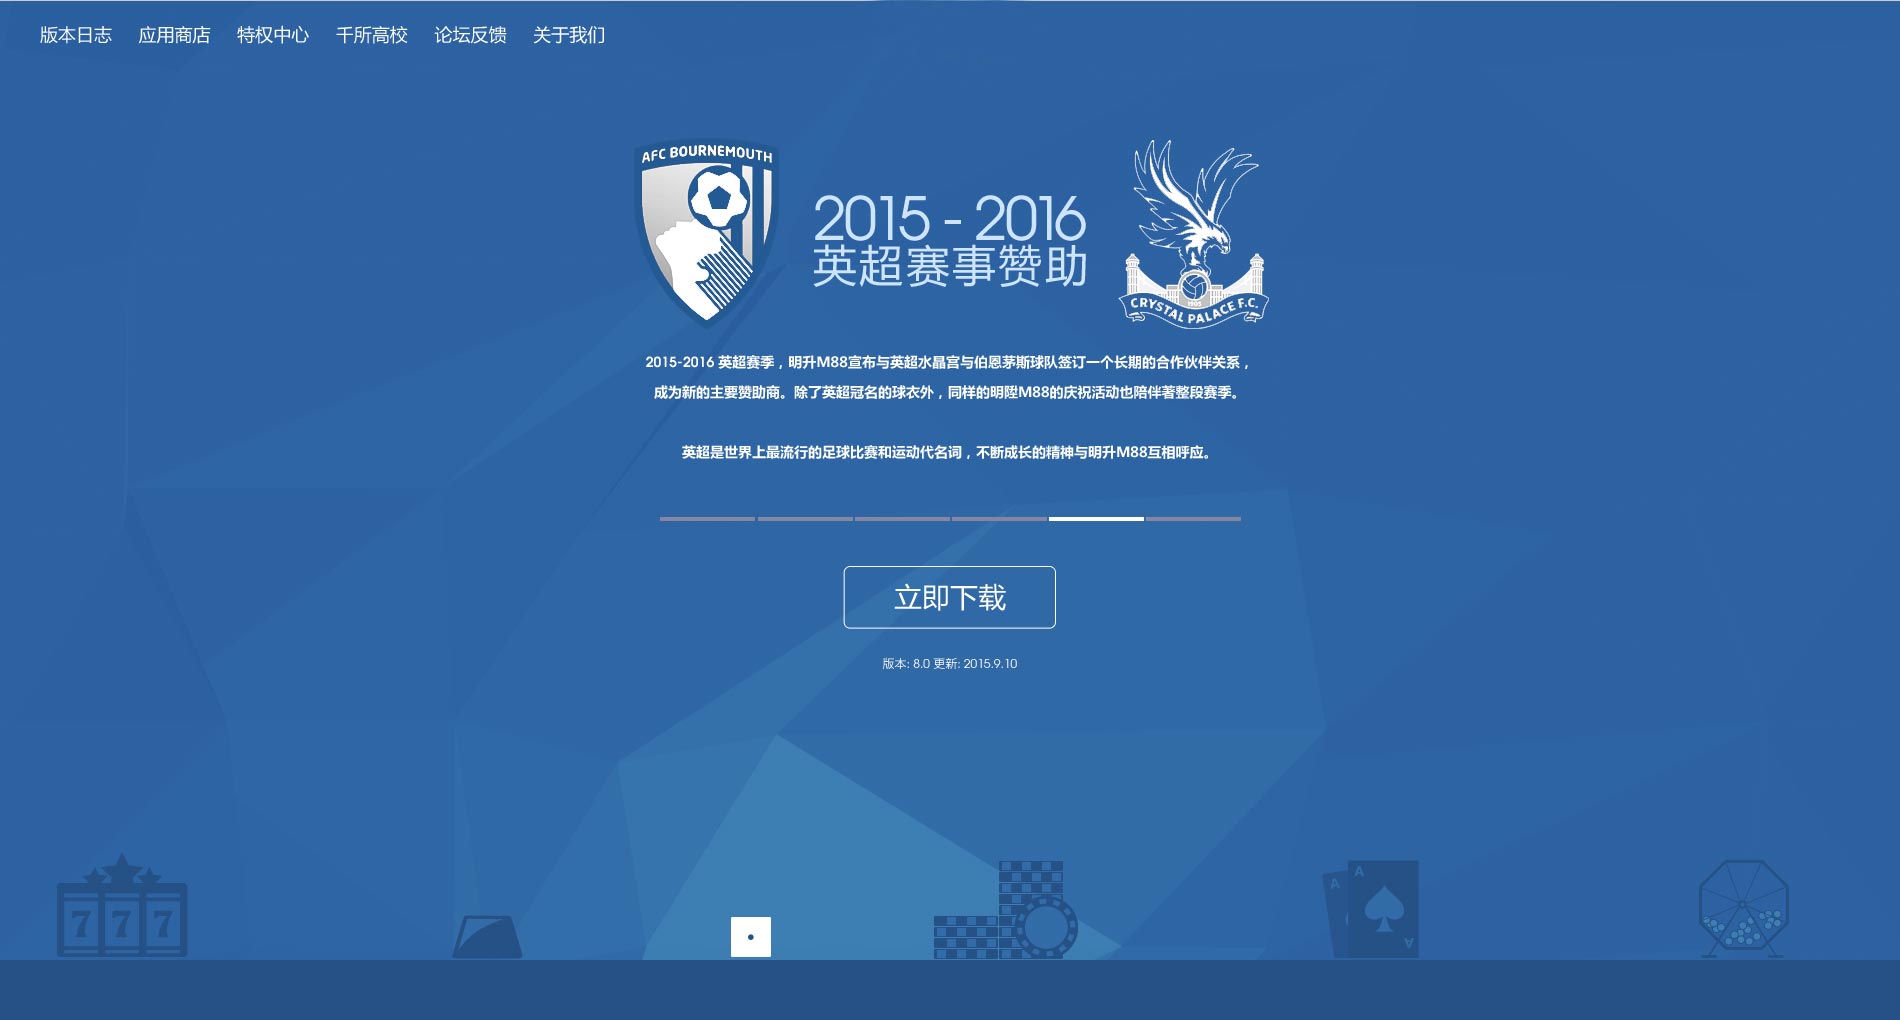 版本日志 应用商店 特权中心 千所高校 论坛反馈 关于我们
AFC BOURNEMOUTH
2015 - 2016
英超赛事赞助
1905
CRYSTAL PALACE F.C.
2015-2016 英超赛季，明升M88宣布与英超水晶宫与伯恩茅斯球队签订一个长期的合作伙伴关系，
成为新的主要赞助商。除了英超冠名的球衣外，同样的明陞M88的庆祝活动也陪伴著整段赛季。
英超是世界上最流行的足球比赛和运动代名词，不断成长的精神与明升M88互相呼应。
立即下载
版本: 8.0 更新: 2015.9.10
7 7 7
A
A
A